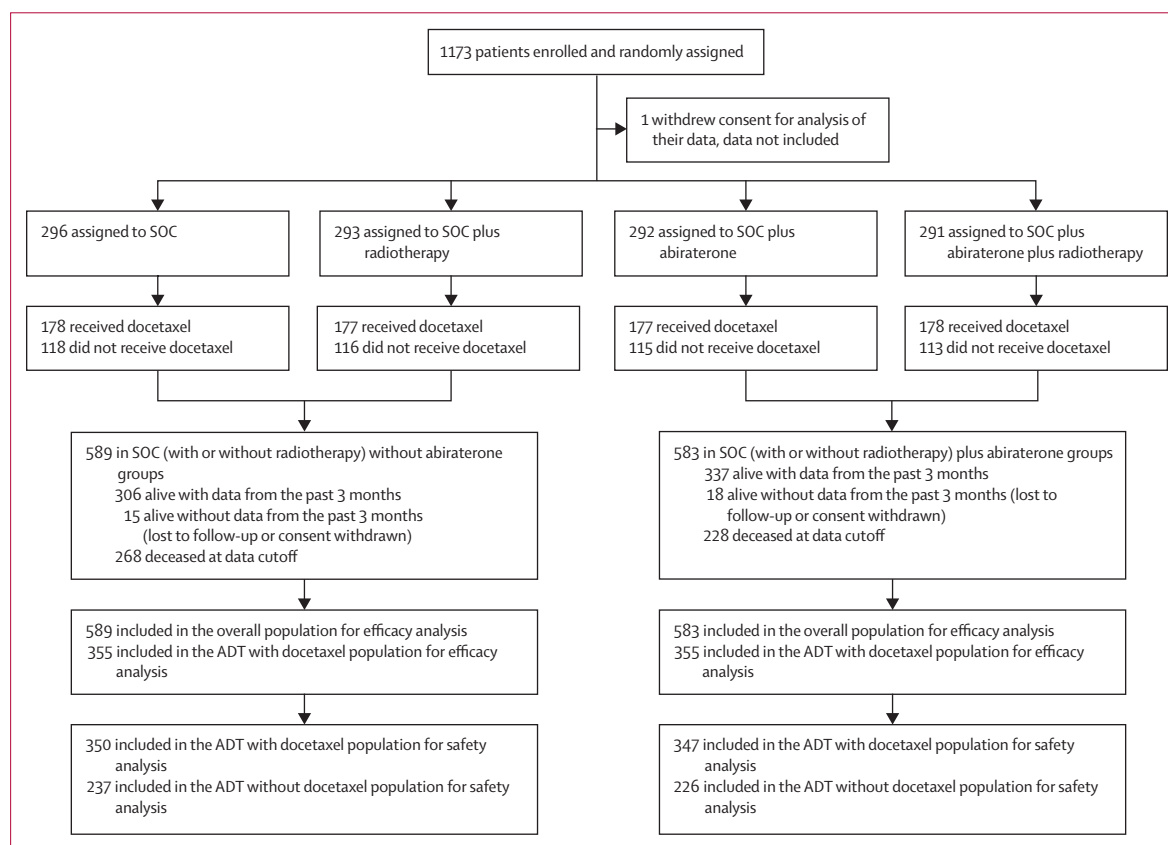 1173 patients enrolled and randomly assigned
1 withdrew consent for analysis of
their data, data not included
296 assigned to SOC
293 assigned to SOC plus
radiotherapy
292 assigned to SOC plus
abiraterone
291 assigned to SOC plus
abiraterone plus radiotherapy
178 received docetaxel
118 did not receive docetaxel
177 received docetaxel
116 did not receive docetaxel
177 received docetaxel
115 did not receive docetaxel
178 received docetaxel
113 did not receive docetaxel
589 in SOC (with or without radiotherapy) without abiraterone
groups
306 alive with data from the past 3 months
15 alive without data from the past 3 months
(lost to follow-up or consent withdrawn)
268 deceased at data cutoff
583 in SOC (with or without radiotherapy) plus abiraterone groups
337 alive with data from the past 3 months
18 alive without data from the past 3 months (lost to
follow-up or consent withdrawn)
228 deceased at data cutoff
589 included in the overall population for efficacy analysis
355 included in the ADT with docetaxel population for efficacy
analysis
583 included in the overall population for efficacy analysis
355 included in the ADT with docetaxel population for efficacy
analysis
350 included in the ADT with docetaxel population for safety
analysis
237 included in the ADT without docetaxel population for safety
analysis
347 included in the ADT with docetaxel population for safety
analysis
226 included in the ADT without docetaxel population for safety
analysis